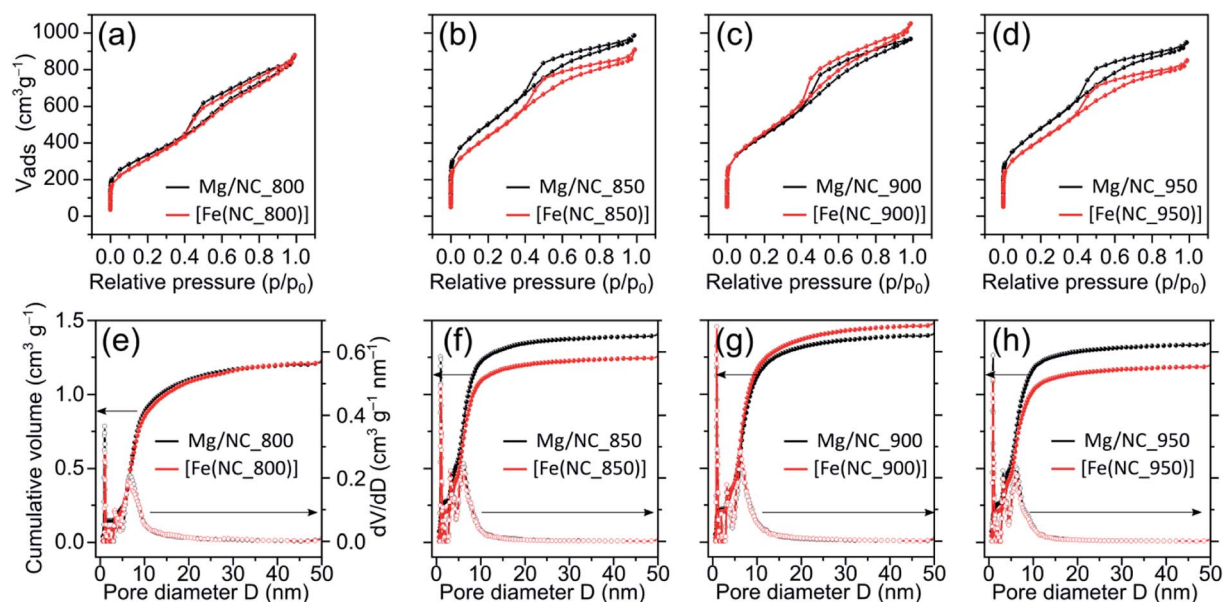 (a) (b) (c) (d)
Vads (cm³g⁻¹)
1000
800
600
400
200
0
Mg/NC_800
[Fe(NC_800)]
Mg/NC_850
[Fe(NC_850)]
Mg/NC_900
[Fe(NC_900)]
Mg/NC_950
[Fe(NC_950)]
0.0 0.2 0.4 0.6 0.8 1.0
0.0 0.2 0.4 0.6 0.8 1.0
0.0 0.2 0.4 0.6 0.8 1.0
0.0 0.2 0.4 0.6 0.8 1.0
Relative pressure (p/p₀)
Relative pressure (p/p₀)
Relative pressure (p/p₀)
Relative pressure (p/p₀)
(e) (f) (g) (h)
Cumulative volume (cm³ g⁻¹)
1.5
1.0
0.5
0.0
Mg/NC_800
[Fe(NC_800)]
0.6
0.4
0.2
0.0
dV/dD (cm³ g⁻¹ nm⁻¹)
Mg/NC_850
[Fe(NC_850)]
Mg/NC_900
[Fe(NC_900)]
Mg/NC_950
[Fe(NC_950)]
0 10 20 30 40 50
0 10 20 30 40 50
0 10 20 30 40 50
0 10 20 30 40 50
Pore diameter D (nm)
Pore diameter D (nm)
Pore diameter D (nm)
Pore diameter D (nm)